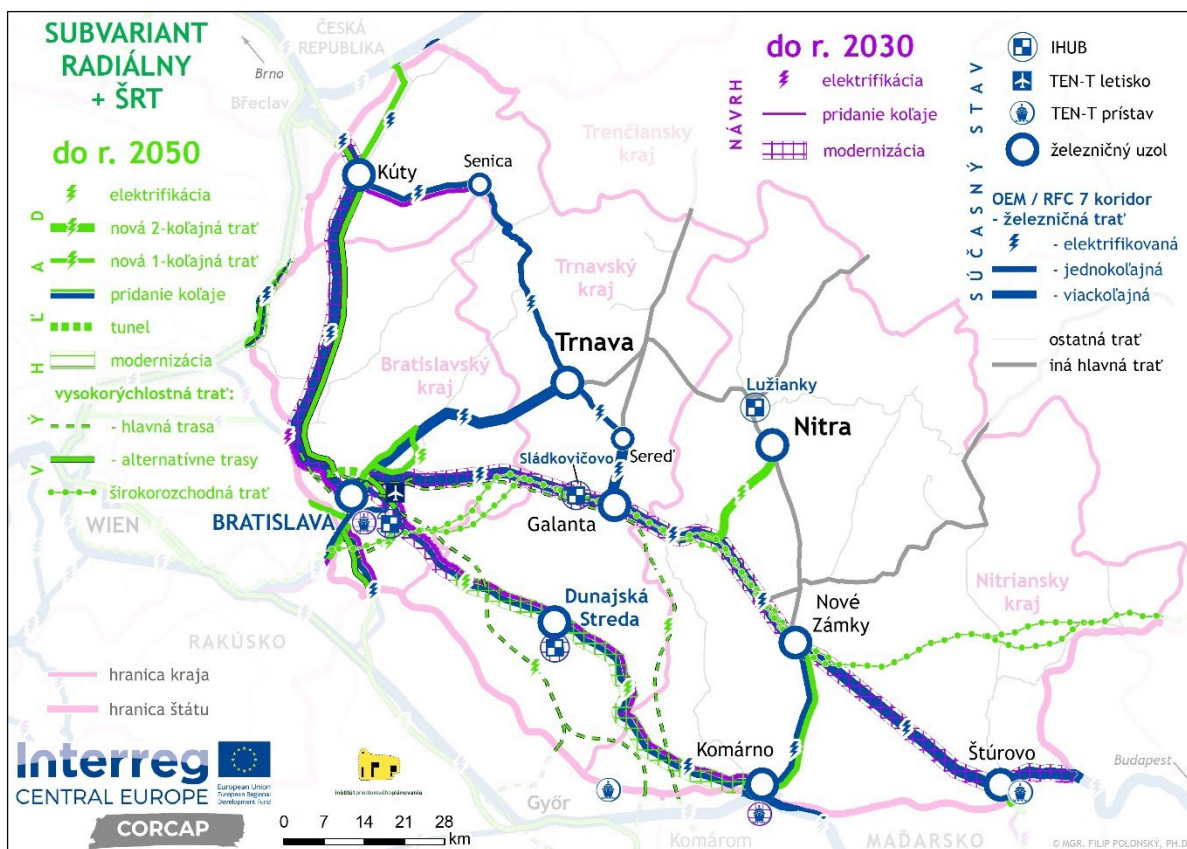 SUBVARIANT
RADIÁLNY
+ ŠRT
do r. 2050
VÝHĽAD
elektrifikácia
nová 2-koľajná trať
nová 1-koľajná trať
pridanie koľaje
tunel
modernizácia
vysokorýchlostná trať:
- hlavná trasa
- alternatívne trasy
širokorozchodná trať
hranica kraja
hranica štátu
do r. 2030
NÁVRH
elektrifikácia
pridanie koľaje
modernizácia
SÚČASNÝ STAV
IHUB
TEN-T letisko
TEN-T prístav
železničný uzol
OEM / RFC 7 koridor
- železničná trať
- elektrifikovaná
- jednokoľajná
- viackoľajná
ostatná trať
iná hlavná trať
ČESKÁ
REPUBLIKA
Brno
Břeclav
Kúty
Senica
Trenčiansky
kraj
Trnavský
kraj
Trnava
Bratislavský
kraj
Lužianky
Nitra
Sereď
Sládkovičovo
Galanta
BRATISLAVA
WIEN
RAKÚSKO
Dunajská
Streda
Nové
Zámky
Nitriansky
kraj
Komárno
Štúrovo
Budapest
Győr
Komárom
MAĎARSKO
Interreg
CENTRAL EUROPE
European Union
European Regional
Development Fund
CORCAP
inštitút priestorového plánovania
0 7 14 21 28
km
© MGR. FILIP POLONSKÝ, PH.D